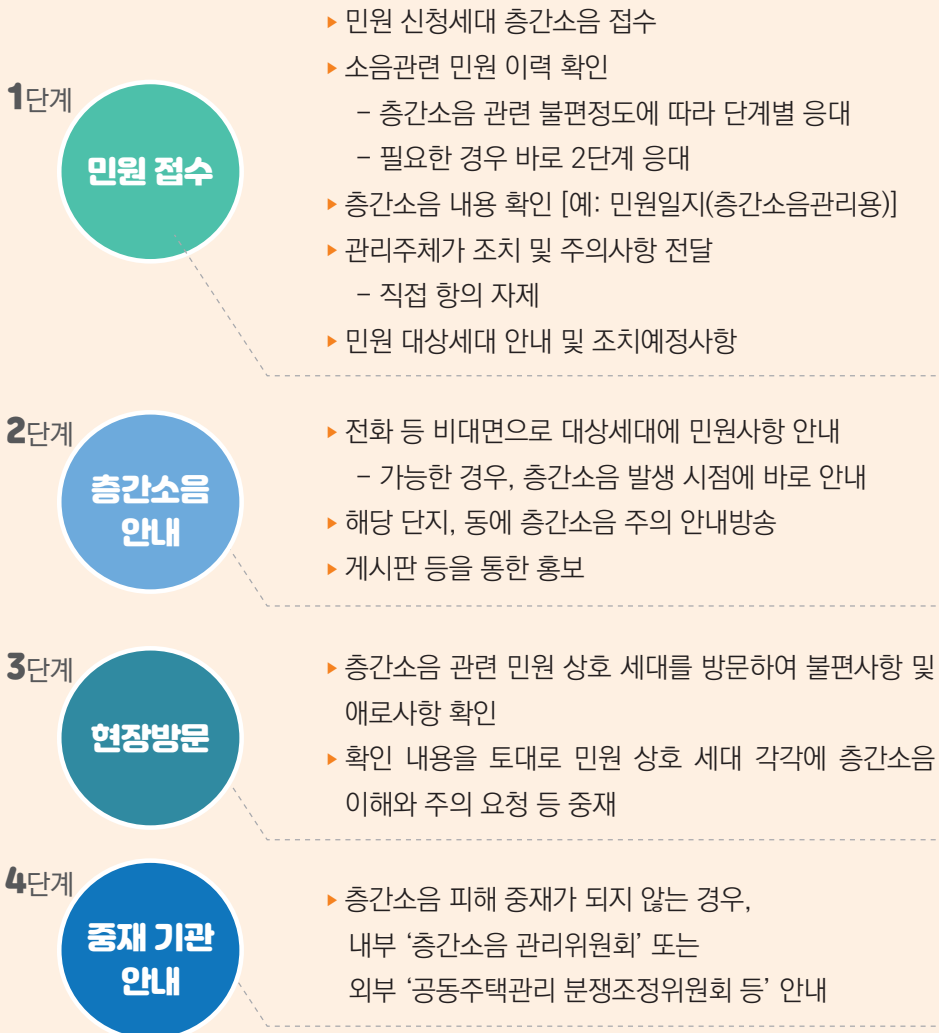 1단계
민원 접수
▸ 민원 신청세대 층간소음 접수
▸ 소음관련 민원 이력 확인
– 층간소음 관련 불편정도에 따라 단계별 응대
– 필요한 경우 바로 2단계 응대
▸ 층간소음 내용 확인 [예: 민원일지(층간소음관리용)]
▸ 관리주체가 조치 및 주의사항 전달
– 직접 항의 자제
▸ 민원 대상세대 안내 및 조치예정사항
2단계
층간소음
안내
▸ 전화 등 비대면으로 대상세대에 민원사항 안내
– 가능한 경우, 층간소음 발생 시점에 바로 안내
▸ 해당 단지, 동에 층간소음 주의 안내방송
▸ 게시판 등을 통한 홍보
3단계
현장방문
▸ 층간소음 관련 민원 상호 세대를 방문하여 불편사항 및
애로사항 확인
▸ 확인 내용을 토대로 민원 상호 세대 각각에 층간소음
이해와 주의 요청 등 중재
4단계
중재 기관
안내
▸ 층간소음 피해 중재가 되지 않는 경우,
내부 ‘층간소음 관리위원회’ 또는
외부 ‘공동주택관리 분쟁조정위원회 등’ 안내